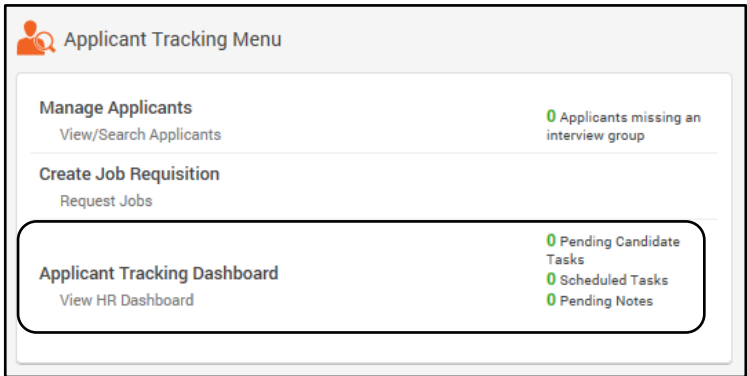 Applicant Tracking Menu
Manage Applicants
View/Search Applicants
0 Applicants missing an
interview group
Create Job Requisition
Request Jobs
Applicant Tracking Dashboard
View HR Dashboard
0 Pending Candidate
Tasks
0 Scheduled Tasks
0 Pending Notes